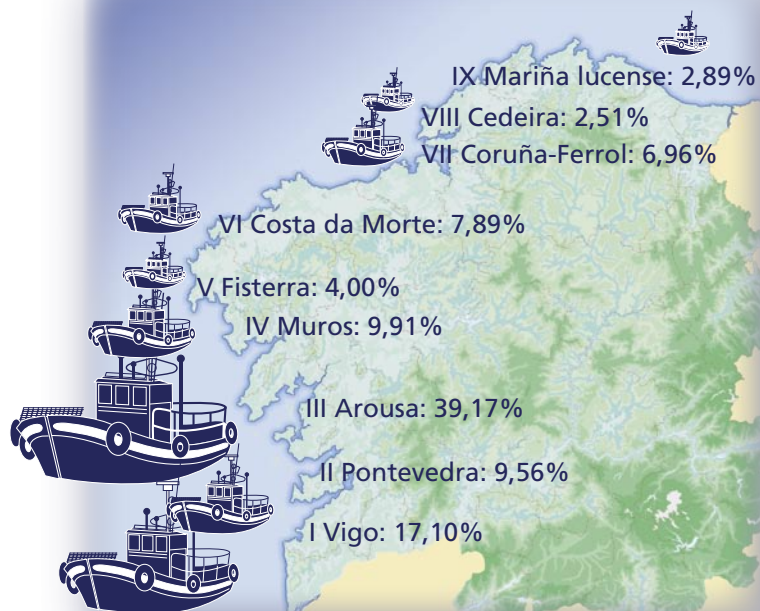 IX Mariña lucense: 2,89%
VIII Cedeira: 2,51%
VII Coruña-Ferrol: 6,96%
VI Costa da Morte: 7,89%
V Fisterra: 4,00%
IV Muros: 9,91%
III Arousa: 39,17%
II Pontevedra: 9,56%
I Vigo: 17,10%